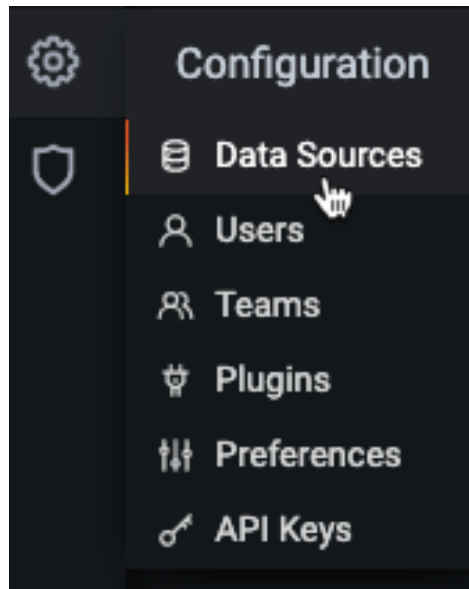 Configuration
Data Sources
Users
Teams
Plugins
Preferences
API Keys